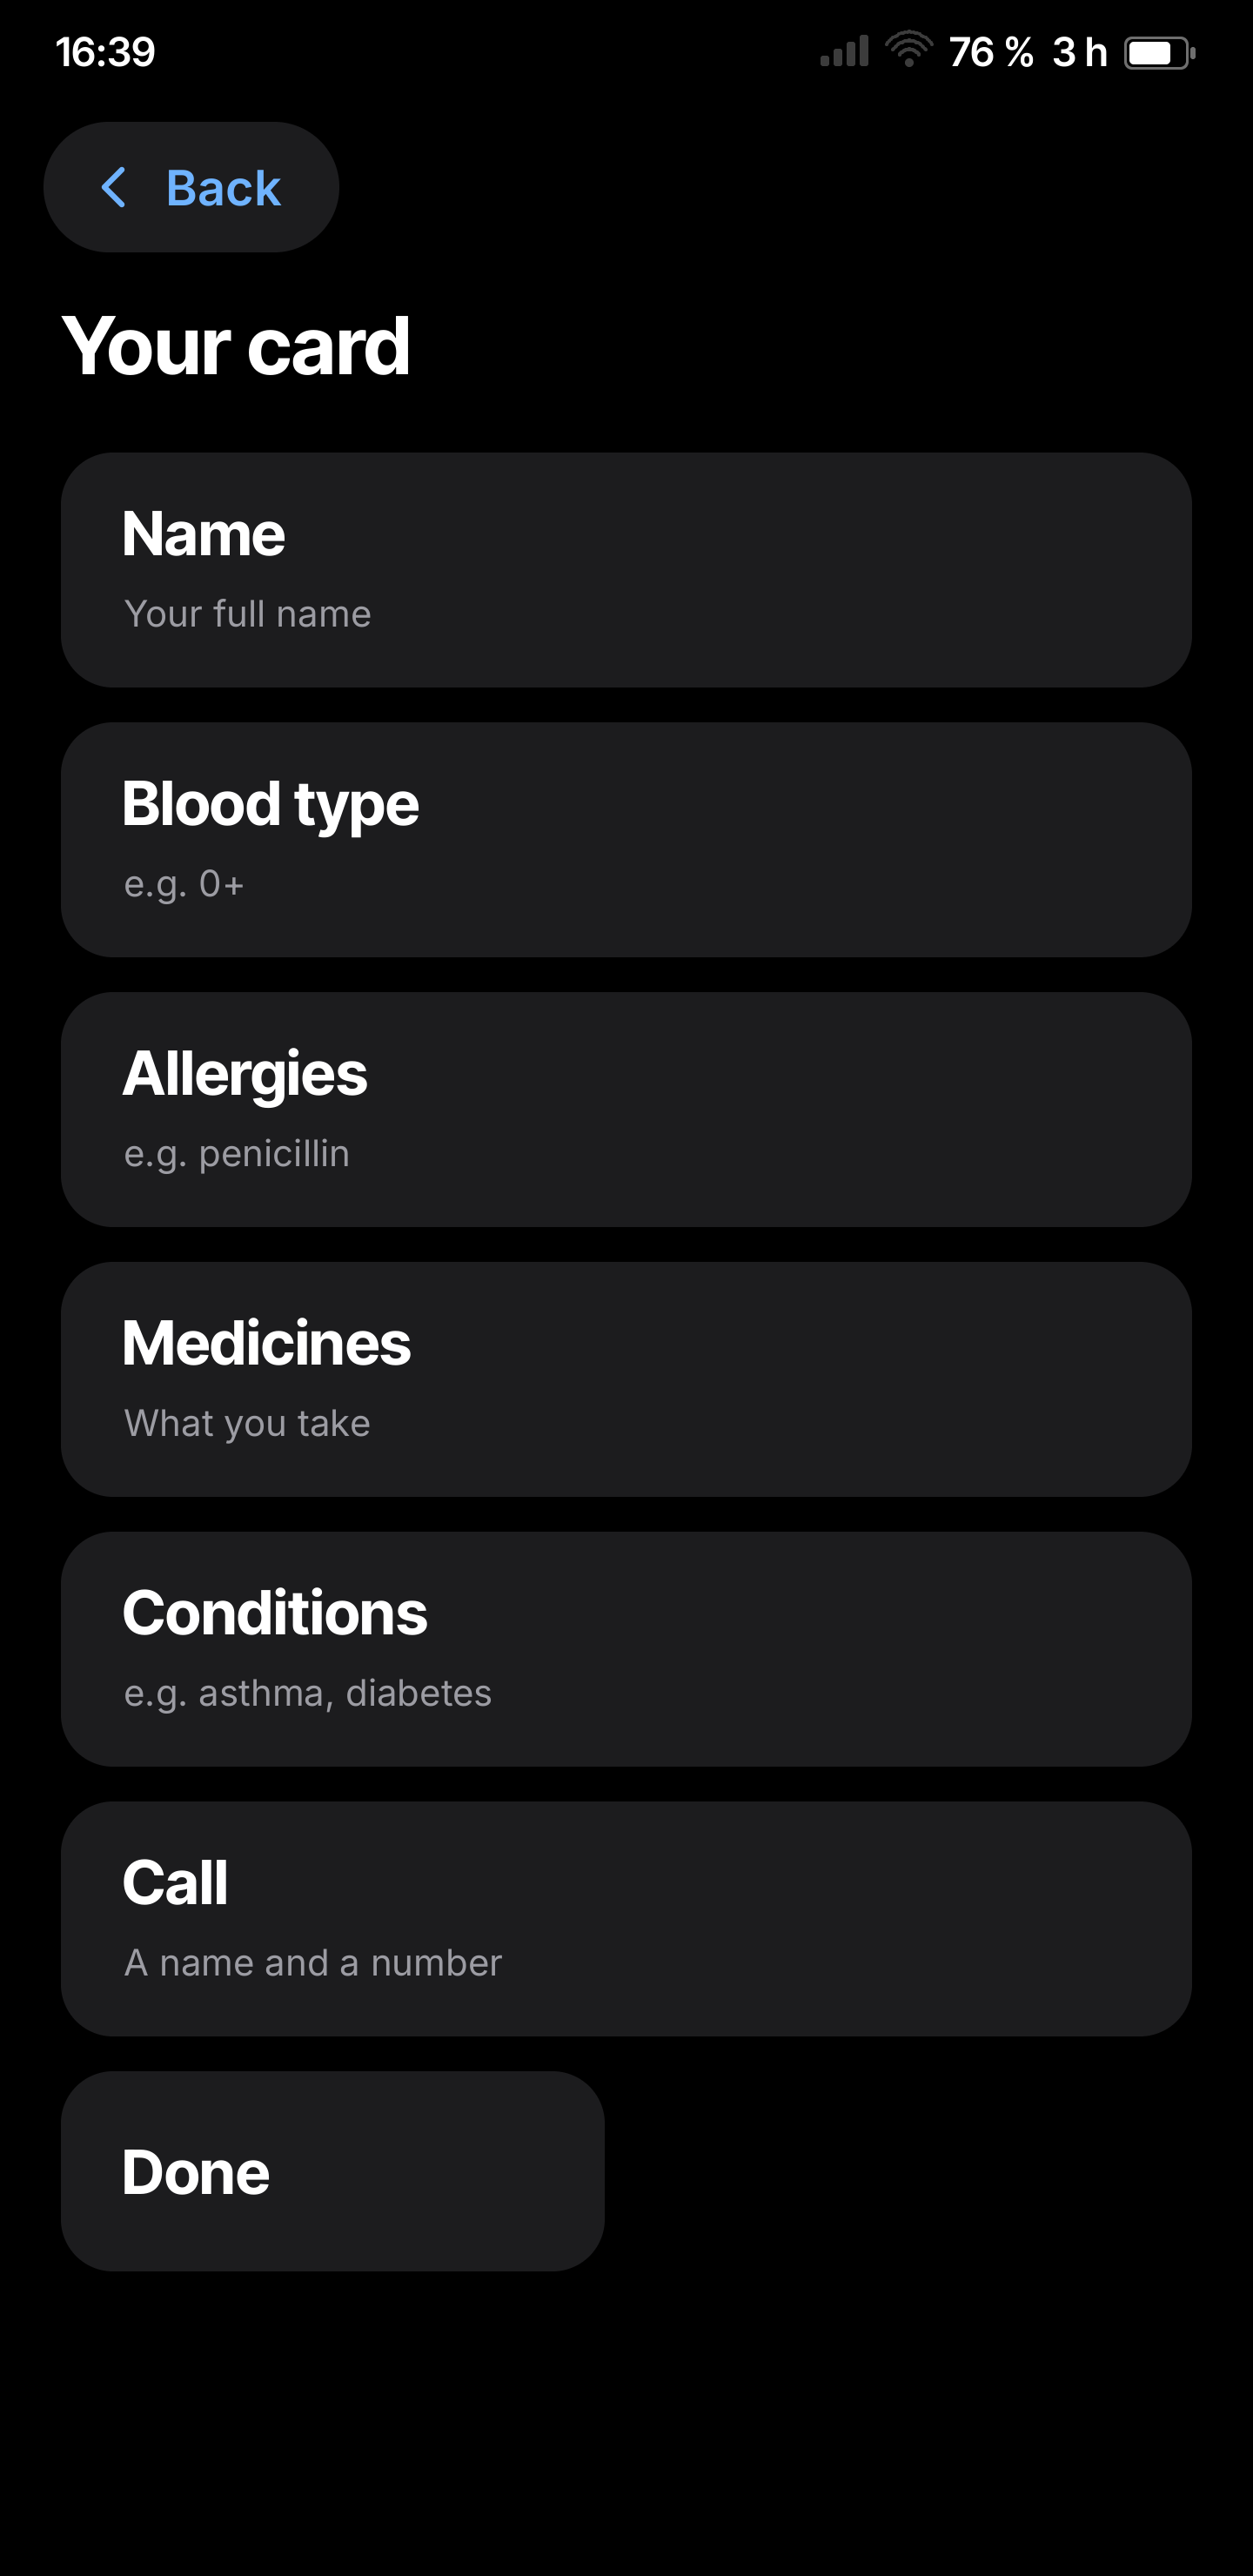 16:39 76 % 3 h
Back
Your card
Name
Your full name
Blood type
e.g. 0+
Allergies
e.g. penicillin
Medicines
What you take
Conditions
e.g. asthma, diabetes
Call
A name and a number
Done